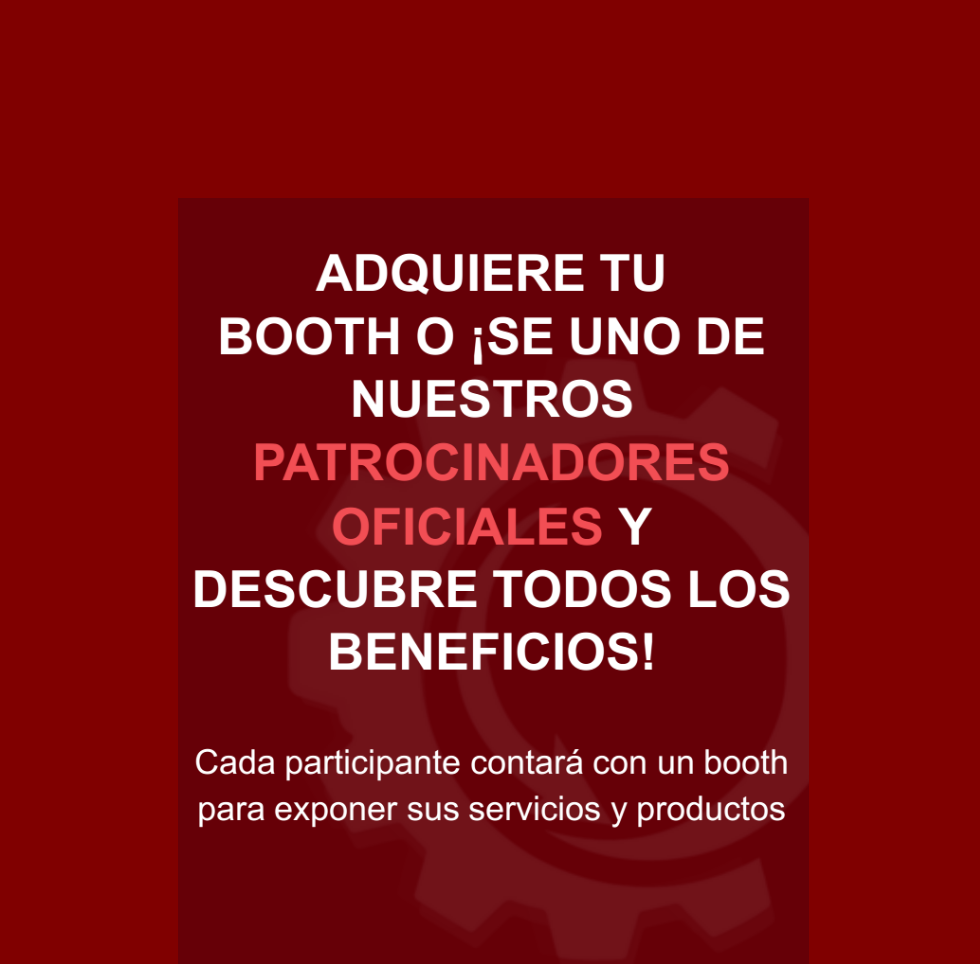 ADQUIERE TU
BOOTH O ¡SE UNO DE
NUESTROS
PATROCINADORES
OFICIALES Y
DESCUBRE TODOS LOS
BENEFICIOS!
Cada participante contará con un booth
para exponer sus servicios y productos